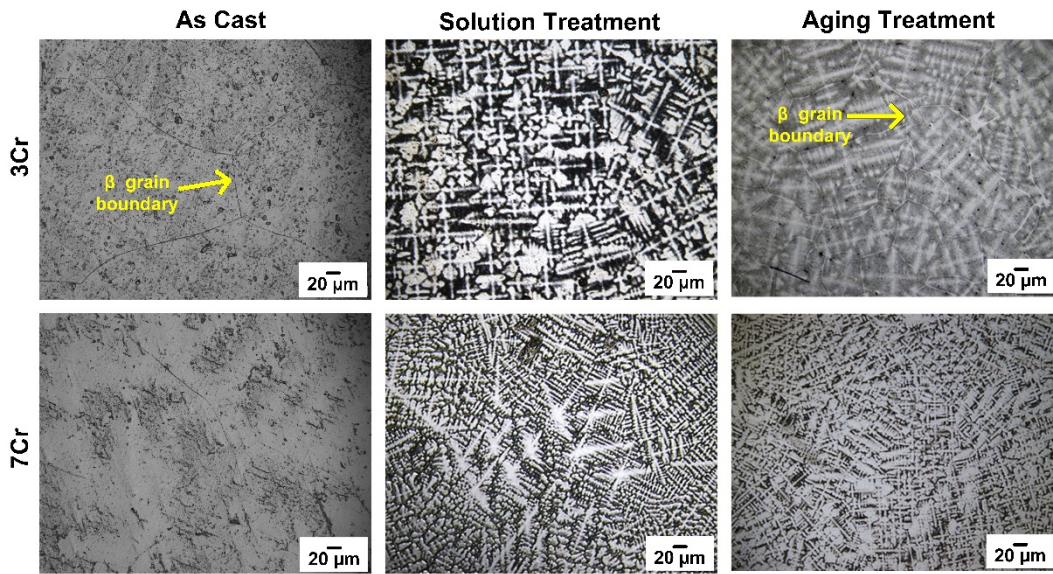 As Cast
Solution Treatment
Aging Treatment
3Cr
β grain
boundary
20 µm
20 µm
β grain
boundary
20 µm
7Cr
20 µm
20 µm
20 µm